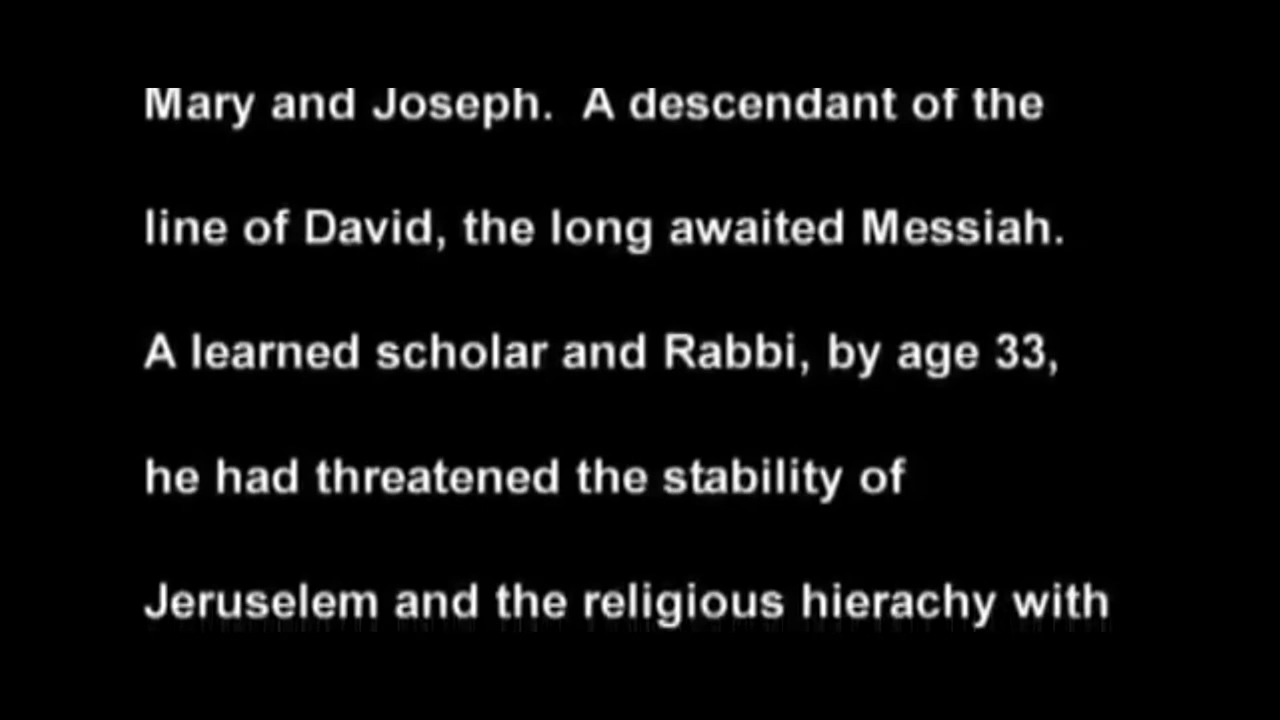 Mary and Joseph.  A descendant of the
line of David, the long awaited Messiah.
A learned scholar and Rabbi, by age 33,
he had threatened the stability of
Jeruselem and the religious hierachy with